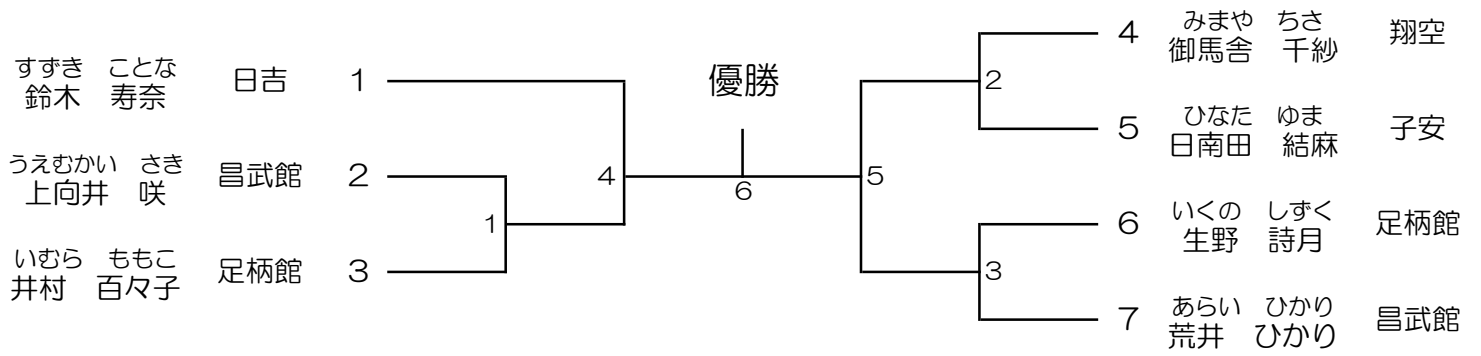 すずき　ことな
鈴木　寿奈　日吉　１
うえむかい　さき
上向井　咲　昌武館　２
いむら　ももこ
井村　百々子　足柄館　３
1
4
優勝
6
5
2
3
４　みまや　ちさ
御馬舎　千紗　翔空
５　ひなた　ゆま
日南田　結麻　子安
６　いくの　しずく
生野　詩月　足柄館
７　あらい　ひかり
荒井　ひかり　昌武館